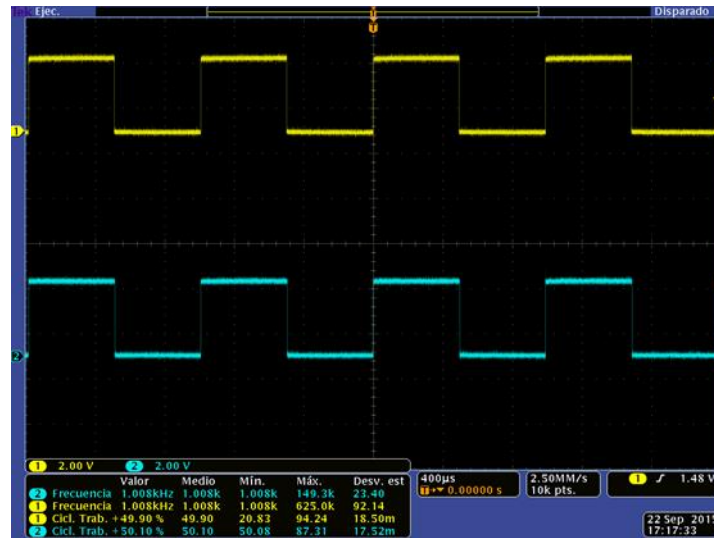 Tek Ejec. Disparado
T
1
2
1 2.00 V 2 2.00 V
Valor Medio Mín. Máx. Desv. est
2 Frecuencia 1.008kHz 1.008k 1.008k 149.3k 23.40
1 Frecuencia 1.008kHz 1.008k 1.008k 625.0k 92.14
1 Cicl. Trab. + 49.90 % 49.90 20.83 94.24 18.50m
2 Cicl. Trab. + 50.10 % 50.10 50.08 87.31 17.52m
400µs
T 0.00000 s
2.50MM/s
10k pts.
1 1.48 V
22 Sep 2015
17:17:33